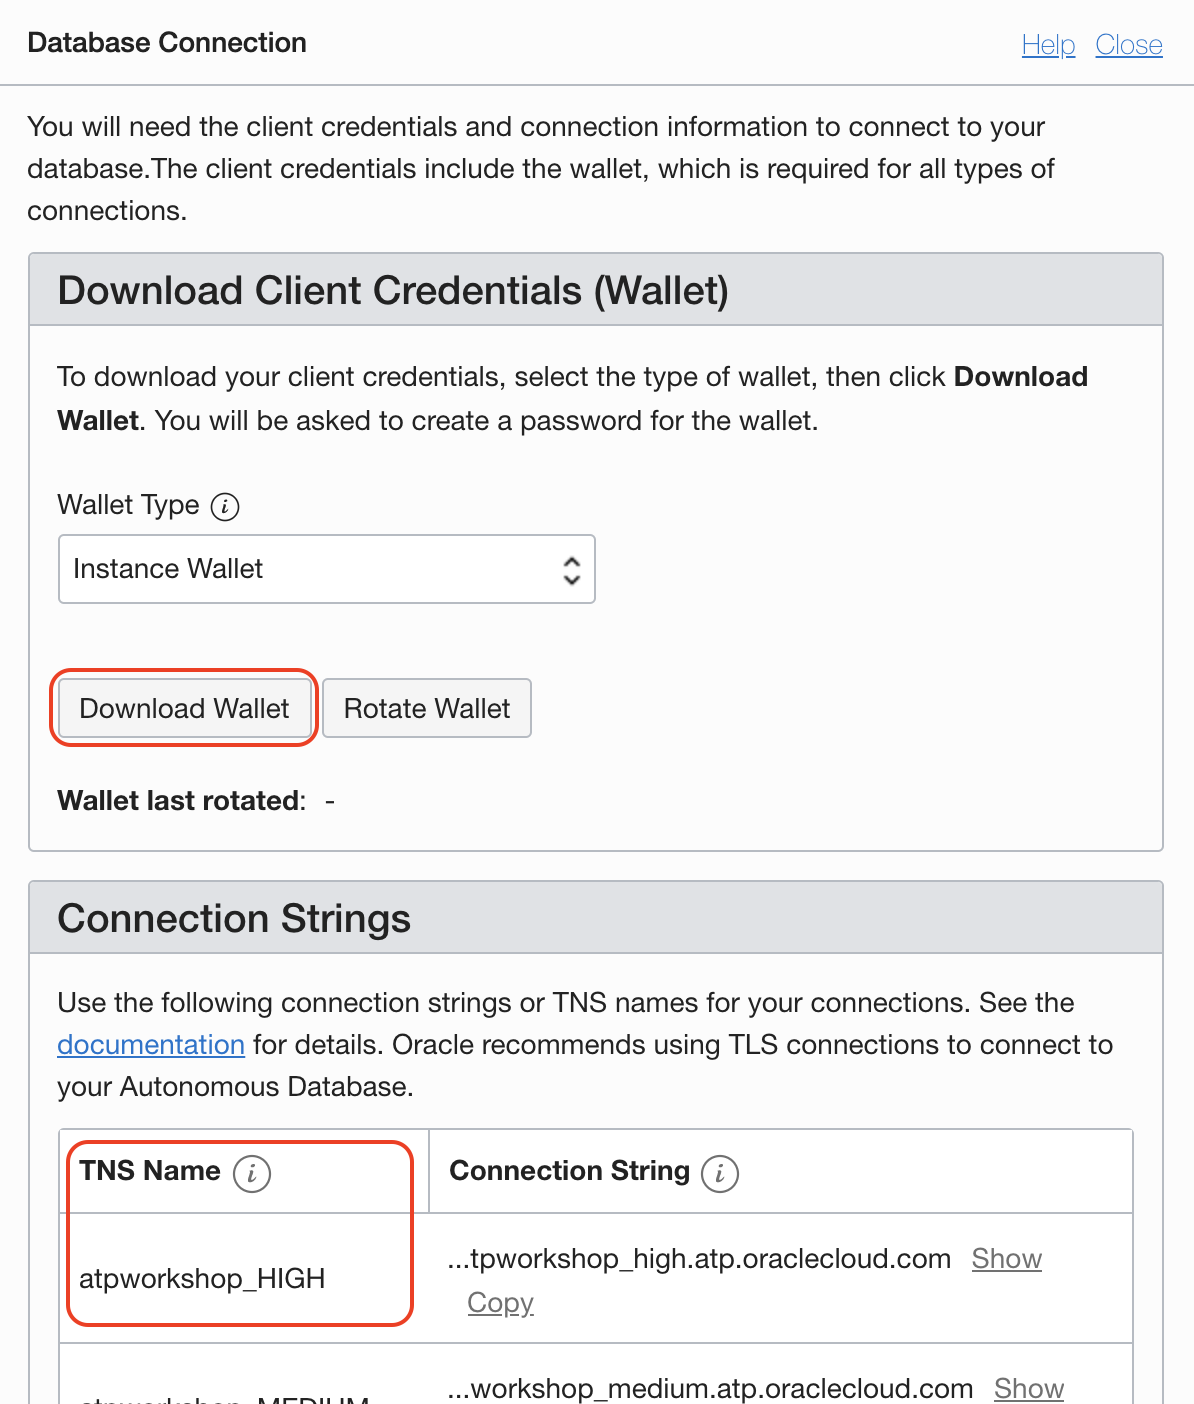 Database Connection
Help Close
You will need the client credentials and connection information to connect to your
database.The client credentials include the wallet, which is required for all types of
connections.
Download Client Credentials (Wallet)
To download your client credentials, select the type of wallet, then click Download
Wallet. You will be asked to create a password for the wallet.
Wallet Type i
Instance Wallet
Download Wallet Rotate Wallet
Wallet last rotated: -
Connection Strings
Use the following connection strings or TNS names for your connections. See the
documentation for details. Oracle recommends using TLS connections to connect to
your Autonomous Database.
TNS Name i Connection String i
atpworkshop_HIGH
...tpworkshop_high.atp.oraclecloud.com Show
Copy
atpworkshop_MEDIUM
...workshop_medium.atp.oraclecloud.com Show